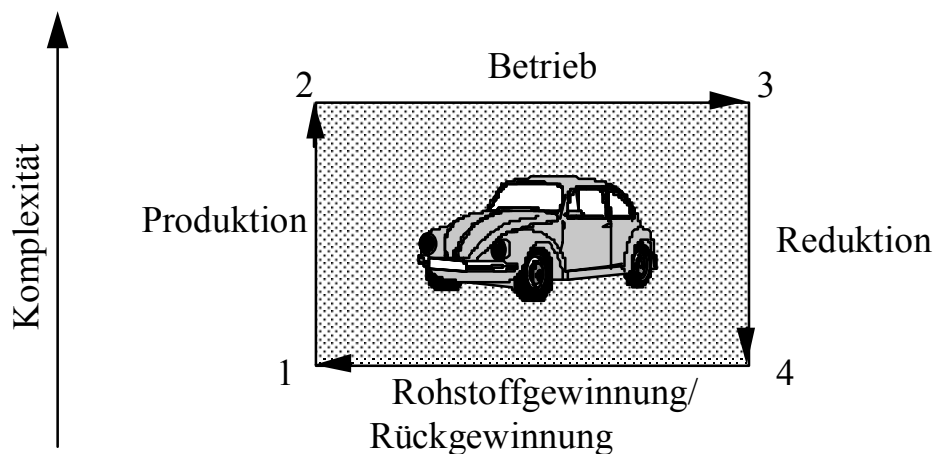 Betrieb
2
3
Komplexität
Produktion
Reduktion
1
4
Rohstoffgewinnung/
Rückgewinnung